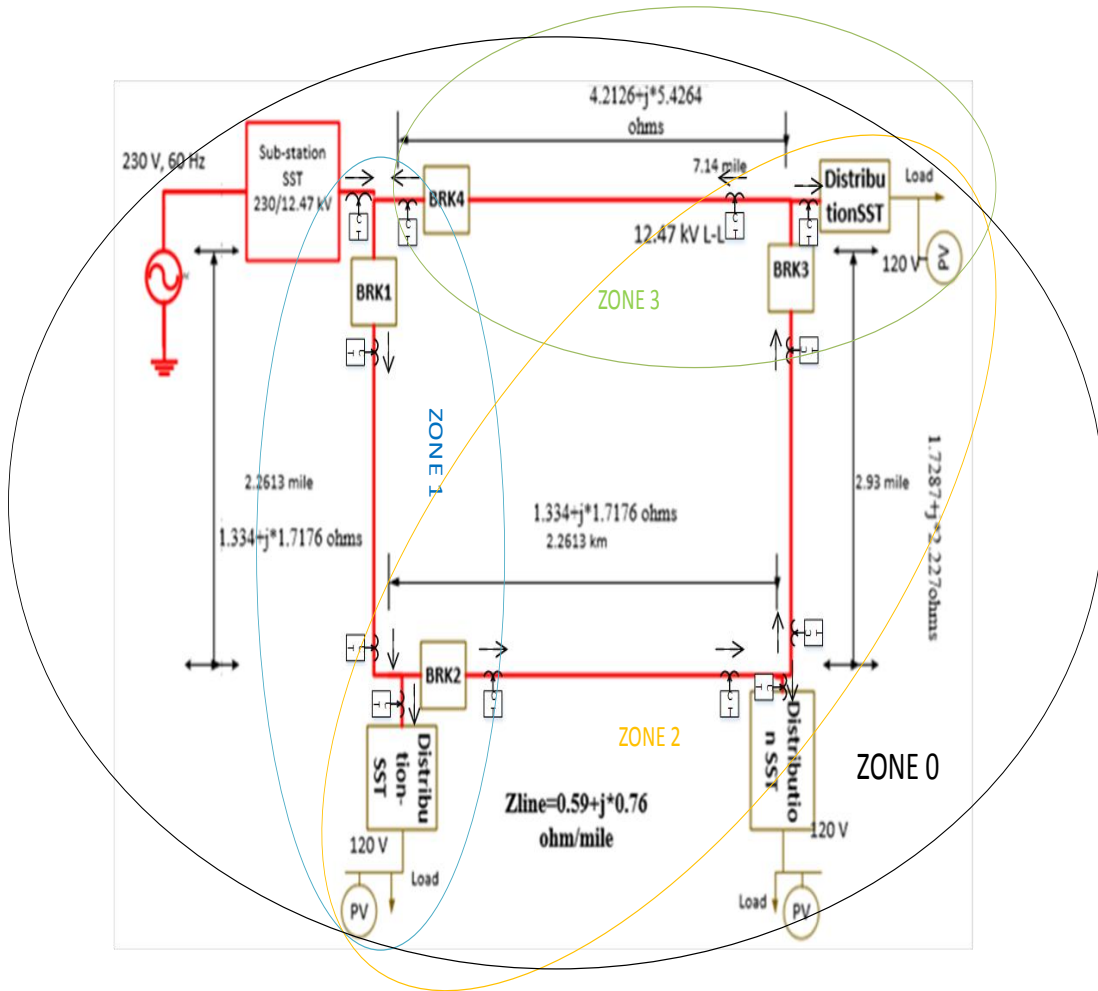 4.2126+j*5.4264
ohms
230 V, 60 Hz
Sub-station
SST
230/12.47 kV
7.14 mile
BRK4
Distribu
tionSST
Load
C T
C T
C T
C T
12.47 kV L-L
120 V
PV
BRK1
BRK3
ZONE 3
C T
C T
ZONE 1
2.2613 mile
1.334+j*1.7176 ohms
1.334+j*1.7176 ohms
2.2613 km
2.93 mile
1.7287+j*2.227ohms
C T
C T
BRK2
C T
C T
C T
C T
Distribu
tion-
SST
ZONE 2
Distributio
n SST
ZONE 0
Zline=0.59+j*0.76
ohm/mile
120 V
120 V
Load
PV
Load
PV